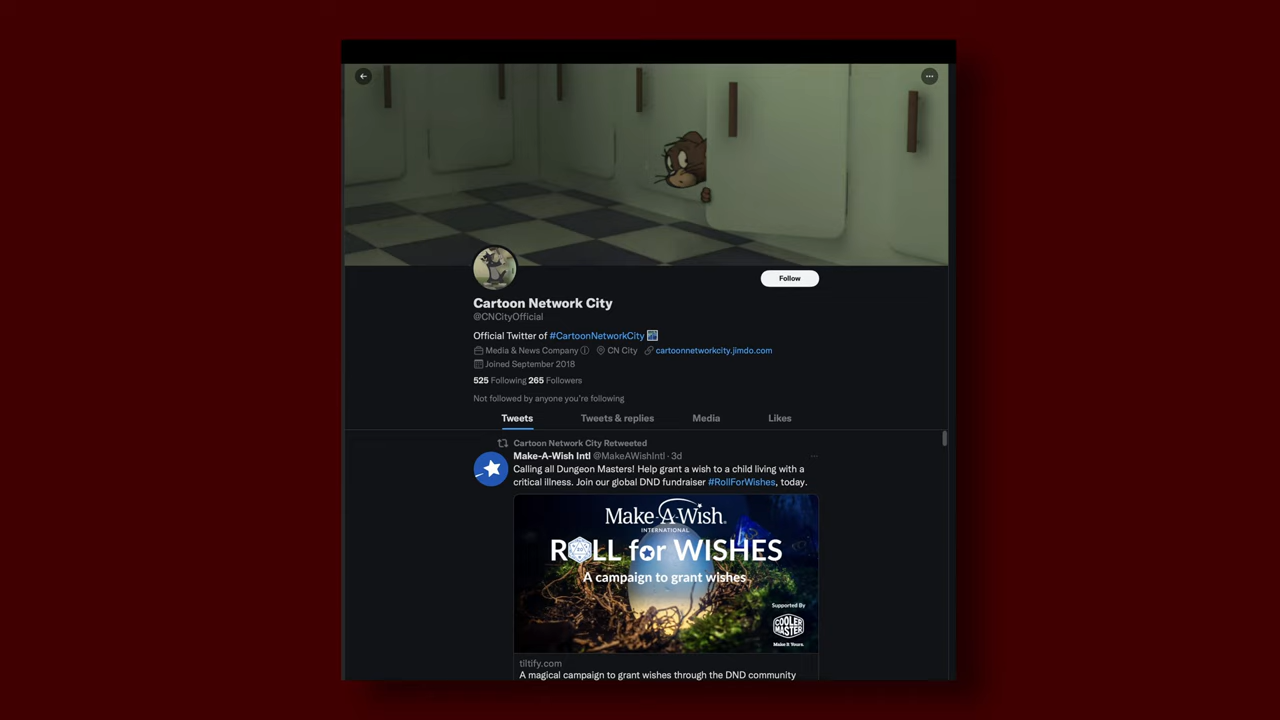 Follow
Cartoon Network City
@CNCityOfficial
Official Twitter of #CartoonNetworkCity
Media & News Company CN City cartoonnetworkcity.jimdo.com
Joined September 2018
525 Following 265 Followers
Not followed by anyone you're following
Tweets Tweets & replies Media Likes
Cartoon Network City Retweeted
Make-A-Wish Intl @MakeAWishIntl · 3d
Calling all Dungeon Masters! Help grant a wish to a child living with a
critical illness. Join our global DND fundraiser #RollForWishes, today.
Make-A-Wish.
INTERNATIONAL
ROLL for WISHES
A campaign to grant wishes
Supported By
COOLER
MASTER
Make It Yours.
tiltify.com
A magical campaign to grant wishes through the DND community